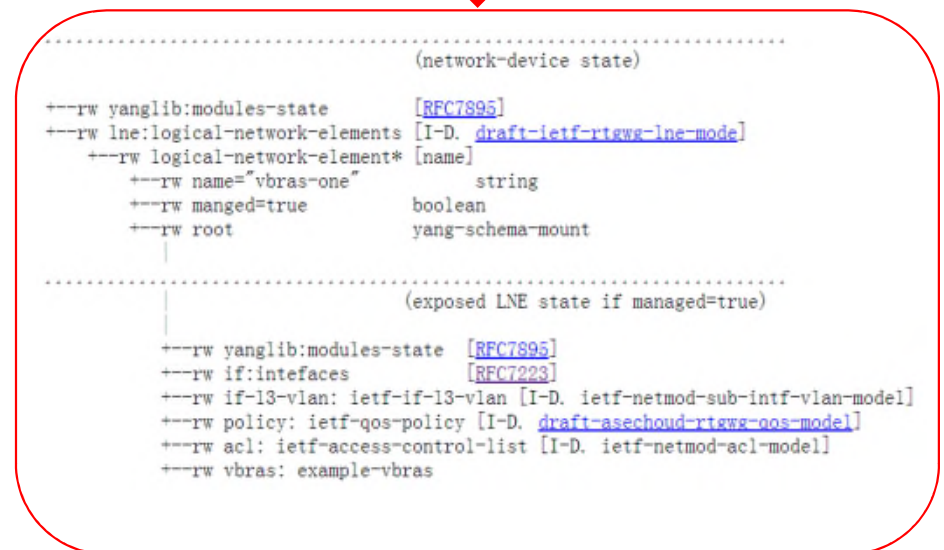 ........................................................................
(network-device state)
+--rw yanglib:modules-state [RFC7895]
+--rw lne:logical-network-elements [I-D. draft-ietf-rtgwg-lne-mode]
+--rw logical-network-element* [name]
+--rw name="vbras-one" string
+--rw manged=true boolean
+--rw root yang-schema-mount
|
........................................................................
| (exposed LNE state if managed=true)
|
+--rw yanglib:modules-state [RFC7895]
+--rw if:intefaces [RFC7223]
+--rw if-l3-vlan: ietf-if-l3-vlan [I-D. ietf-netmod-sub-intf-vlan-model]
+--rw policy: ietf-qos-policy [I-D. draft-asechoud-rtgwg-qos-model]
+--rw acl: ietf-access-control-list [I-D. ietf-netmod-acl-model]
+--rw vbras: example-vbras